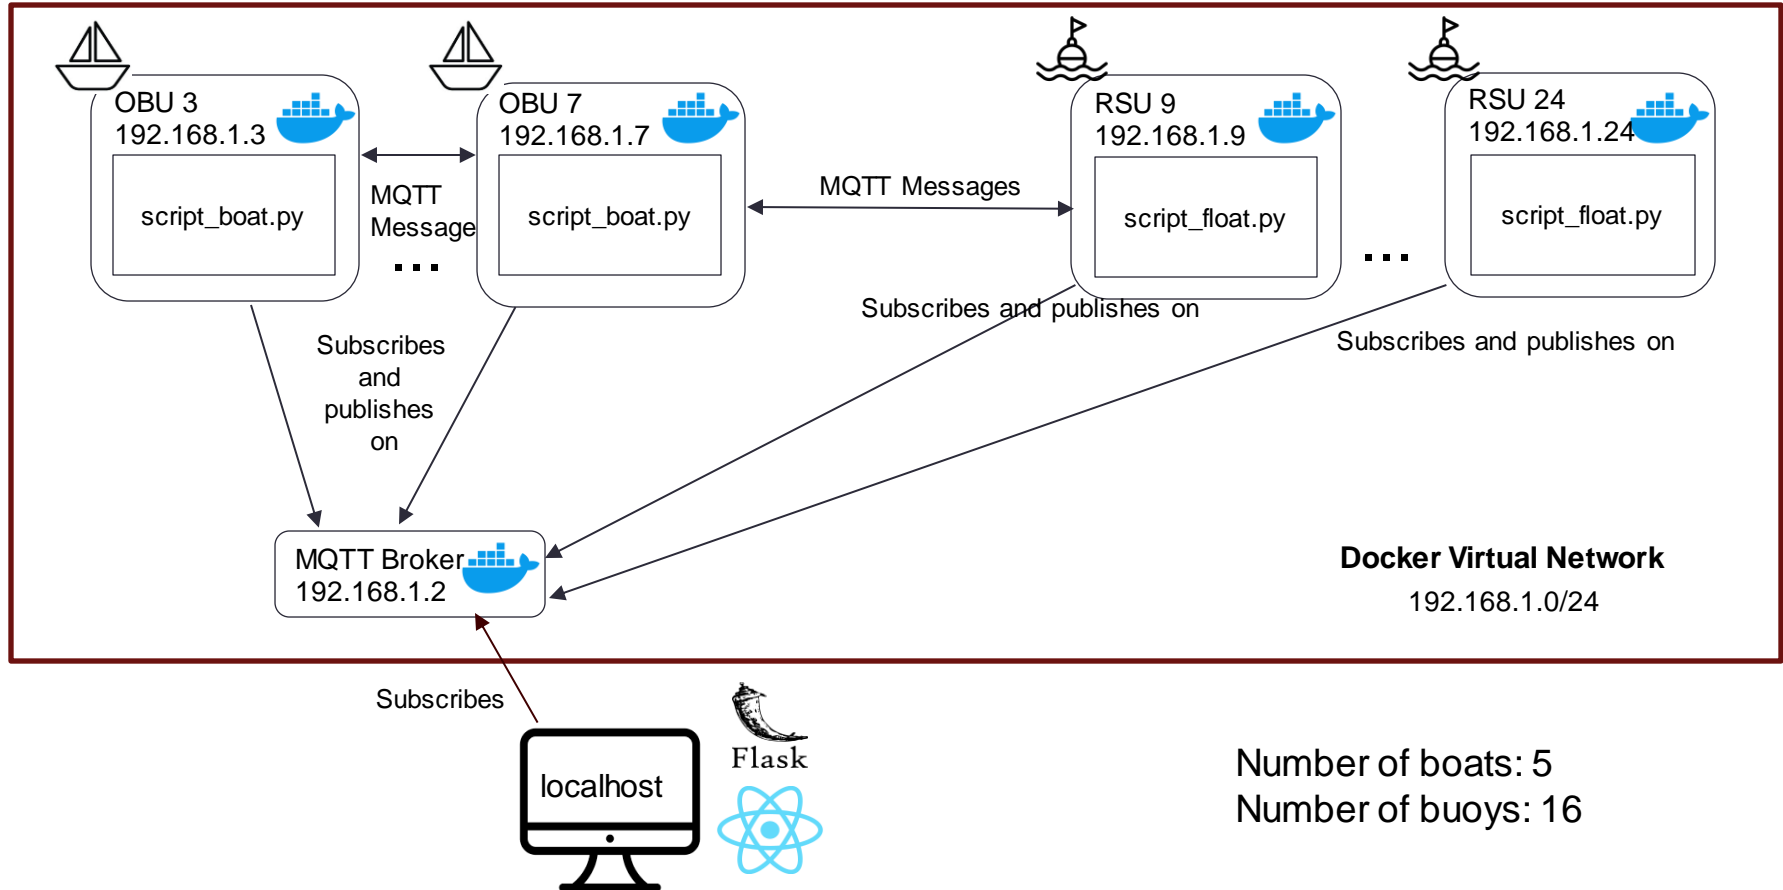 OBU 3
192.168.1.3
script_boat.py
MQTT
Message
...
OBU 7
192.168.1.7
script_boat.py
MQTT Messages
RSU 9
192.168.1.9
script_float.py
...
RSU 24
192.168.1.24
script_float.py
Subscribes
and
publishes
on
Subscribes and publishes on
Subscribes and publishes on
MQTT Broker
192.168.1.2
Docker Virtual Network
192.168.1.0/24
Subscribes
localhost
Flask
Number of boats: 5
Number of buoys: 16